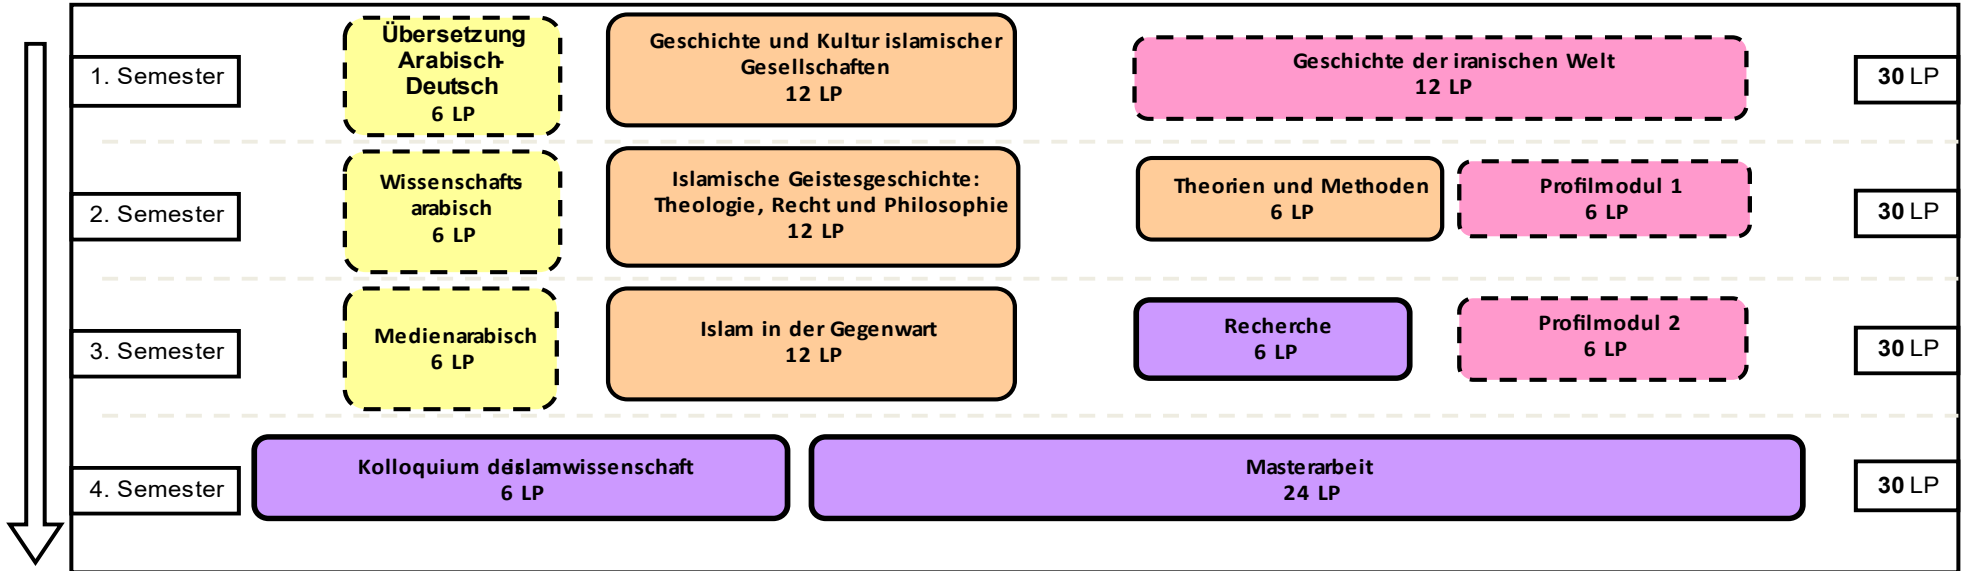 1. Semester
Übersetzung
Arabisch-
Deutsch
6 LP
Geschichte und Kultur islamischer
Gesellschaften
12 LP
Geschichte der iranischen Welt
12 LP
30 LP
2. Semester
Wissenschafts
arabisch
6 LP
Islamische Geistesgeschichte:
Theologie, Recht und Philosophie
12 LP
Theorien und Methoden
6 LP
Profilmodul 1
6 LP
30 LP
3. Semester
Medienarabisch
6 LP
Islam in der Gegenwart
12 LP
Recherche
6 LP
Profilmodul 2
6 LP
30 LP
4. Semester
Kolloquium der islamwissenschaft
6 LP
Masterarbeit
24 LP
30 LP